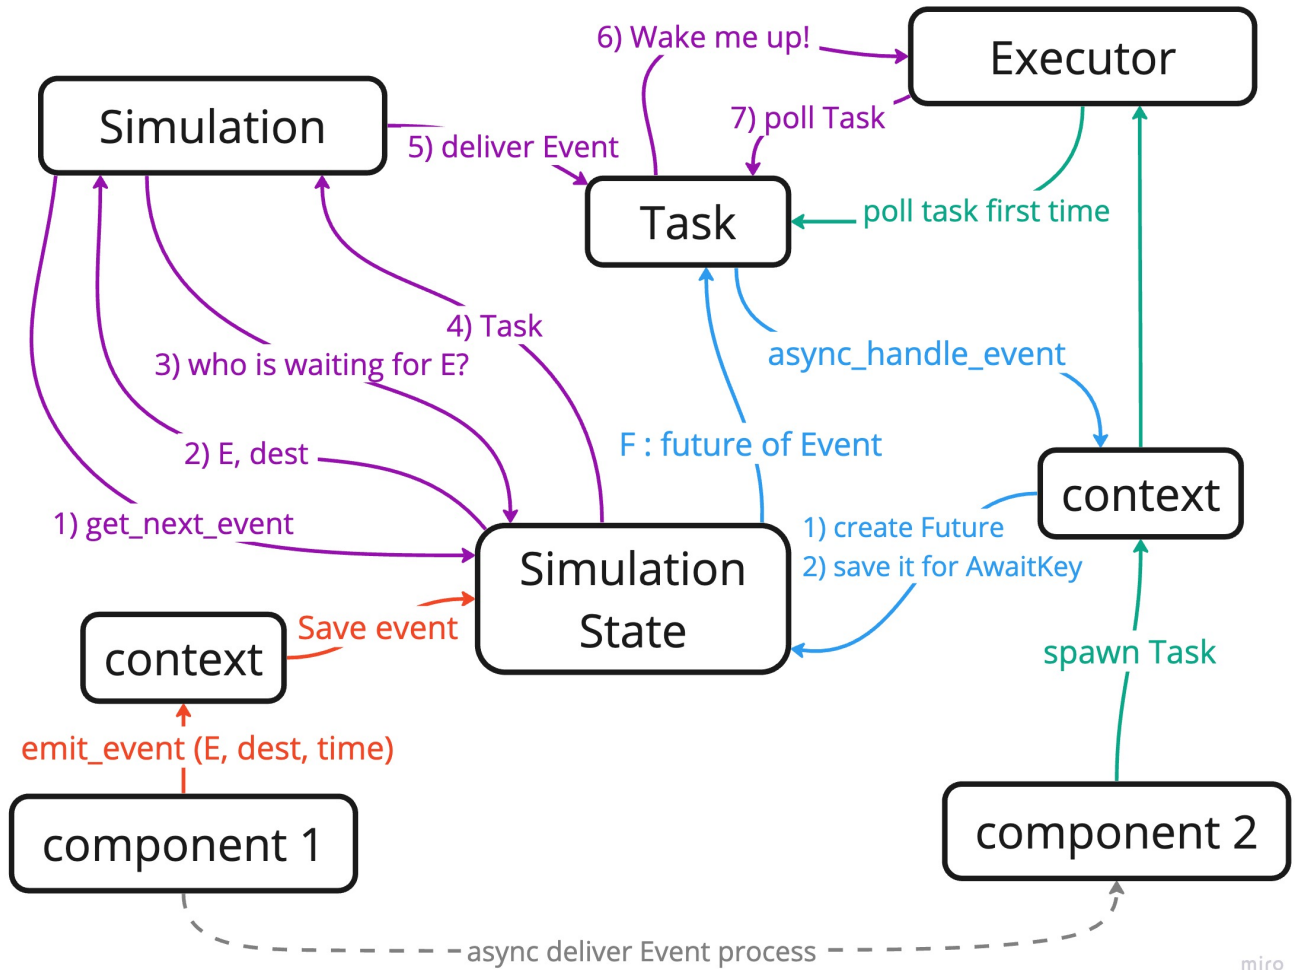 6) Wake me up!
Executor
Simulation
7) poll Task
5) deliver Event
poll task first time
Task
4) Task
async_handle_event
3) who is waiting for E?
F : future of Event
2) E, dest
context
1) get_next_event
1) create Future
2) save it for AwaitKey
Simulation
State
Save event
context
spawn Task
emit_event (E, dest, time)
component 1
component 2
async deliver Event process
miro